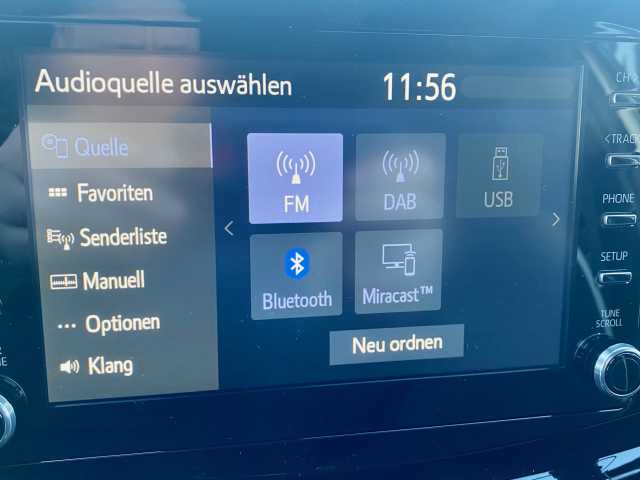 Audioquelle auswählen 11:56
Quelle
Favoriten
Senderliste
Manuell
Optionen
Klang
FM
DAB
USB
Bluetooth
Miracast™
Neu ordnen
CH >
< TRACK
PHONE
SETUP
TUNE
SCROLL